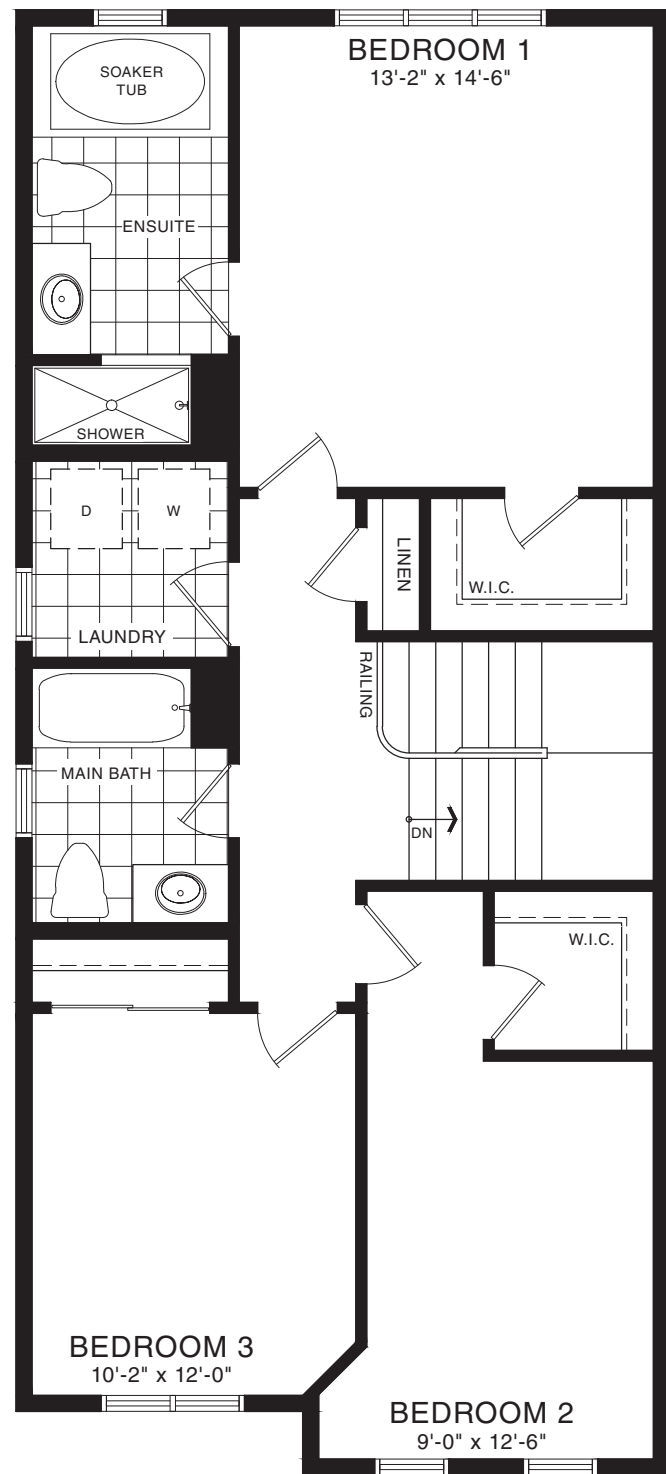 BEDROOM 1
13'-2" x 14'-6"
SOAKER
TUB
ENSUITE
SHOWER
D
W
LINEN
W.I.C.
LAUNDRY
RAILING
MAIN BATH
DN
W.I.C.
BEDROOM 3
10'-2" x 12'-0"
BEDROOM 2
9'-0" x 12'-6"